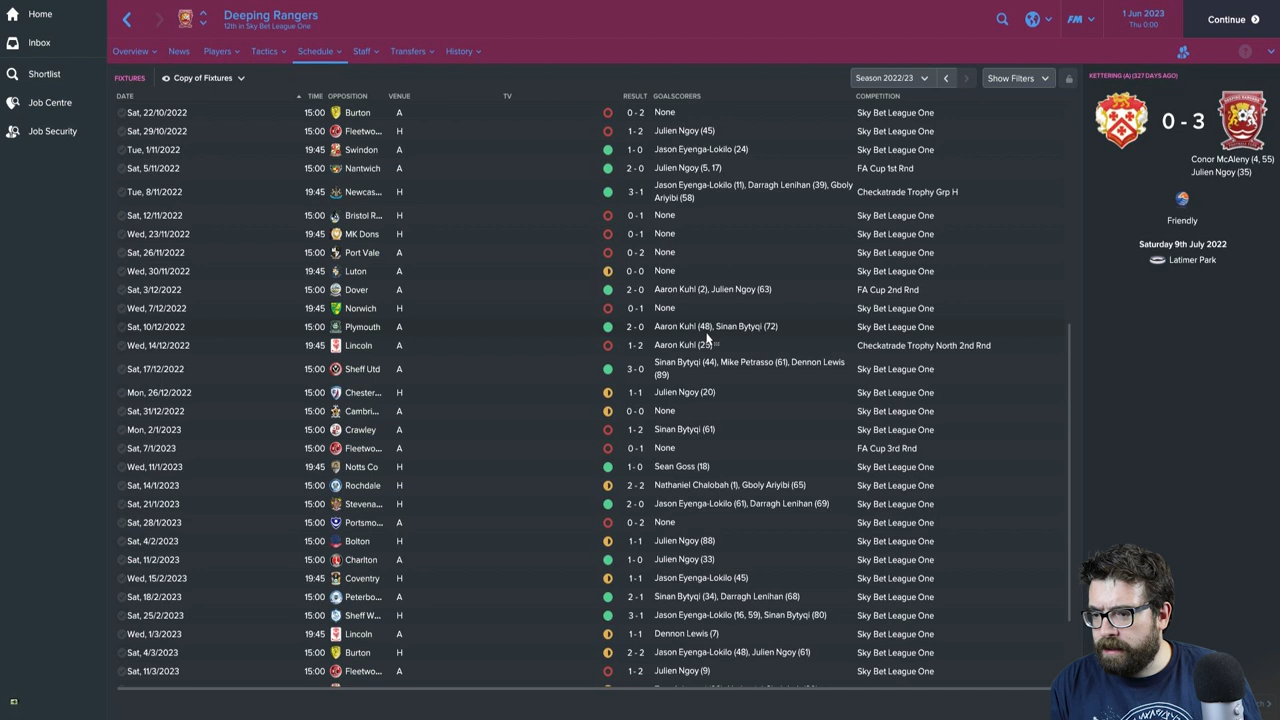 Home
Inbox
Shortlist
Job Centre
Job Security
Deeping Rangers
12th in Sky Bet League One
FM
1 Jun 2023
Thu 0:00
Continue
Overview News Players Tactics Schedule Staff Transfers History
FIXTURES Copy of Fixtures Season 2022/23 Show Filters
DATE TIME OPPOSITION VENUE TV RESULT GOALSCORERS COMPETITION
Sat, 22/10/2022 15:00 Burton A 0 - 2 None Sky Bet League One
Sat, 29/10/2022 15:00 Fleetwo... H 1 - 2 Julien Ngoy (45) Sky Bet League One
Tue, 1/11/2022 19:45 Swindon A 1 - 0 Jason Eyenga-Lokilo (24) Sky Bet League One
Sat, 5/11/2022 15:00 Nantwich A 2 - 0 Julien Ngoy (5, 17) FA Cup 1st Rnd
Tue, 8/11/2022 19:45 Newcas... H 3 - 1 Jason Eyenga-Lokilo (11), Darragh Lenihan (39), Gboly Ariyibi (58) Checkatrade Trophy Grp H
Sat, 12/11/2022 15:00 Bristol R... H 0 - 1 None Sky Bet League One
Wed, 23/11/2022 19:45 MK Dons H 0 - 1 None Sky Bet League One
Sat, 26/11/2022 15:00 Port Vale A 0 - 2 None Sky Bet League One
Wed, 30/11/2022 19:45 Luton A 0 - 0 None Sky Bet League One
Sat, 3/12/2022 15:00 Dover A 2 - 0 Aaron Kuhl (2), Julien Ngoy (63) FA Cup 2nd Rnd
Wed, 7/12/2022 19:45 Norwich H 0 - 1 None Sky Bet League One
Sat, 10/12/2022 15:00 Plymouth A 2 - 0 Aaron Kuhl (48), Sinan Bytyqi (72) Sky Bet League One
Wed, 14/12/2022 19:45 Lincoln A 1 - 2 Aaron Kuhl Checkatrade Trophy North 2nd Rnd
Sat, 17/12/2022 15:00 Sheff Utd A 3 - 0 Sinan Bytyqi (44), Mike Petrasso (61), Dennon Lewis (89) Sky Bet League One
Mon, 26/12/2022 15:00 Chester... H 1 - 1 Julien Ngoy (20) Sky Bet League One
Sat, 31/12/2022 15:00 Cambri... A 0 - 0 None Sky Bet League One
Mon, 2/1/2023 15:00 Crawley A 1 - 2 Sinan Bytyqi (61) Sky Bet League One
Sat, 7/1/2023 15:00 Fleetwo... A 0 - 1 None FA Cup 3rd Rnd
Wed, 11/1/2023 19:45 Notts Co H 1 - 0 Sean Goss (18) Sky Bet League One
Sat, 14/1/2023 15:00 Rochdale H 2 - 2 Nathaniel Chalobah (1), Gboly Ariyibi (65) Sky Bet League One
Sat, 21/1/2023 15:00 Stevena... H 2 - 0 Jason Eyenga-Lokilo (61), Darragh Lenihan (69) Sky Bet League One
Sat, 28/1/2023 15:00 Portsmo... A 0 - 2 None Sky Bet League One
Sat, 4/2/2023 15:00 Bolton H 1 - 1 Julien Ngoy (88) Sky Bet League One
Sat, 11/2/2023 15:00 Charlton A 1 - 0 Julien Ngoy (33) Sky Bet League One
Wed, 15/2/2023 19:45 Coventry H 1 - 1 Jason Eyenga-Lokilo (45) Sky Bet League One
Sat, 18/2/2023 15:00 Peterbo... A 2 - 1 Sinan Bytyqi (34), Darragh Lenihan (68) Sky Bet League One
Sat, 25/2/2023 15:00 Sheff W... H 3 - 1 Jason Eyenga-Lokilo (16, 59), Sinan Bytyqi (80) Sky Bet League One
Wed, 1/3/2023 19:45 Lincoln A 1 - 1 Dennon Lewis (7) Sky Bet League One
Sat, 4/3/2023 15:00 Burton H 2 - 2 Jason Eyenga-Lokilo (48), Julien Ngoy (61) Sky Bet League One
Sat, 11/3/2023 15:00 Fleetwo... A 1 - 2 Julien Ngoy (9) Sky Bet League One
KETTERING (A) (327 DAYS AGO)
0 - 3
Conor McAleny (4, 55)
Julien Ngoy (35)
Friendly
Saturday 9th July 2022
Latimer Park